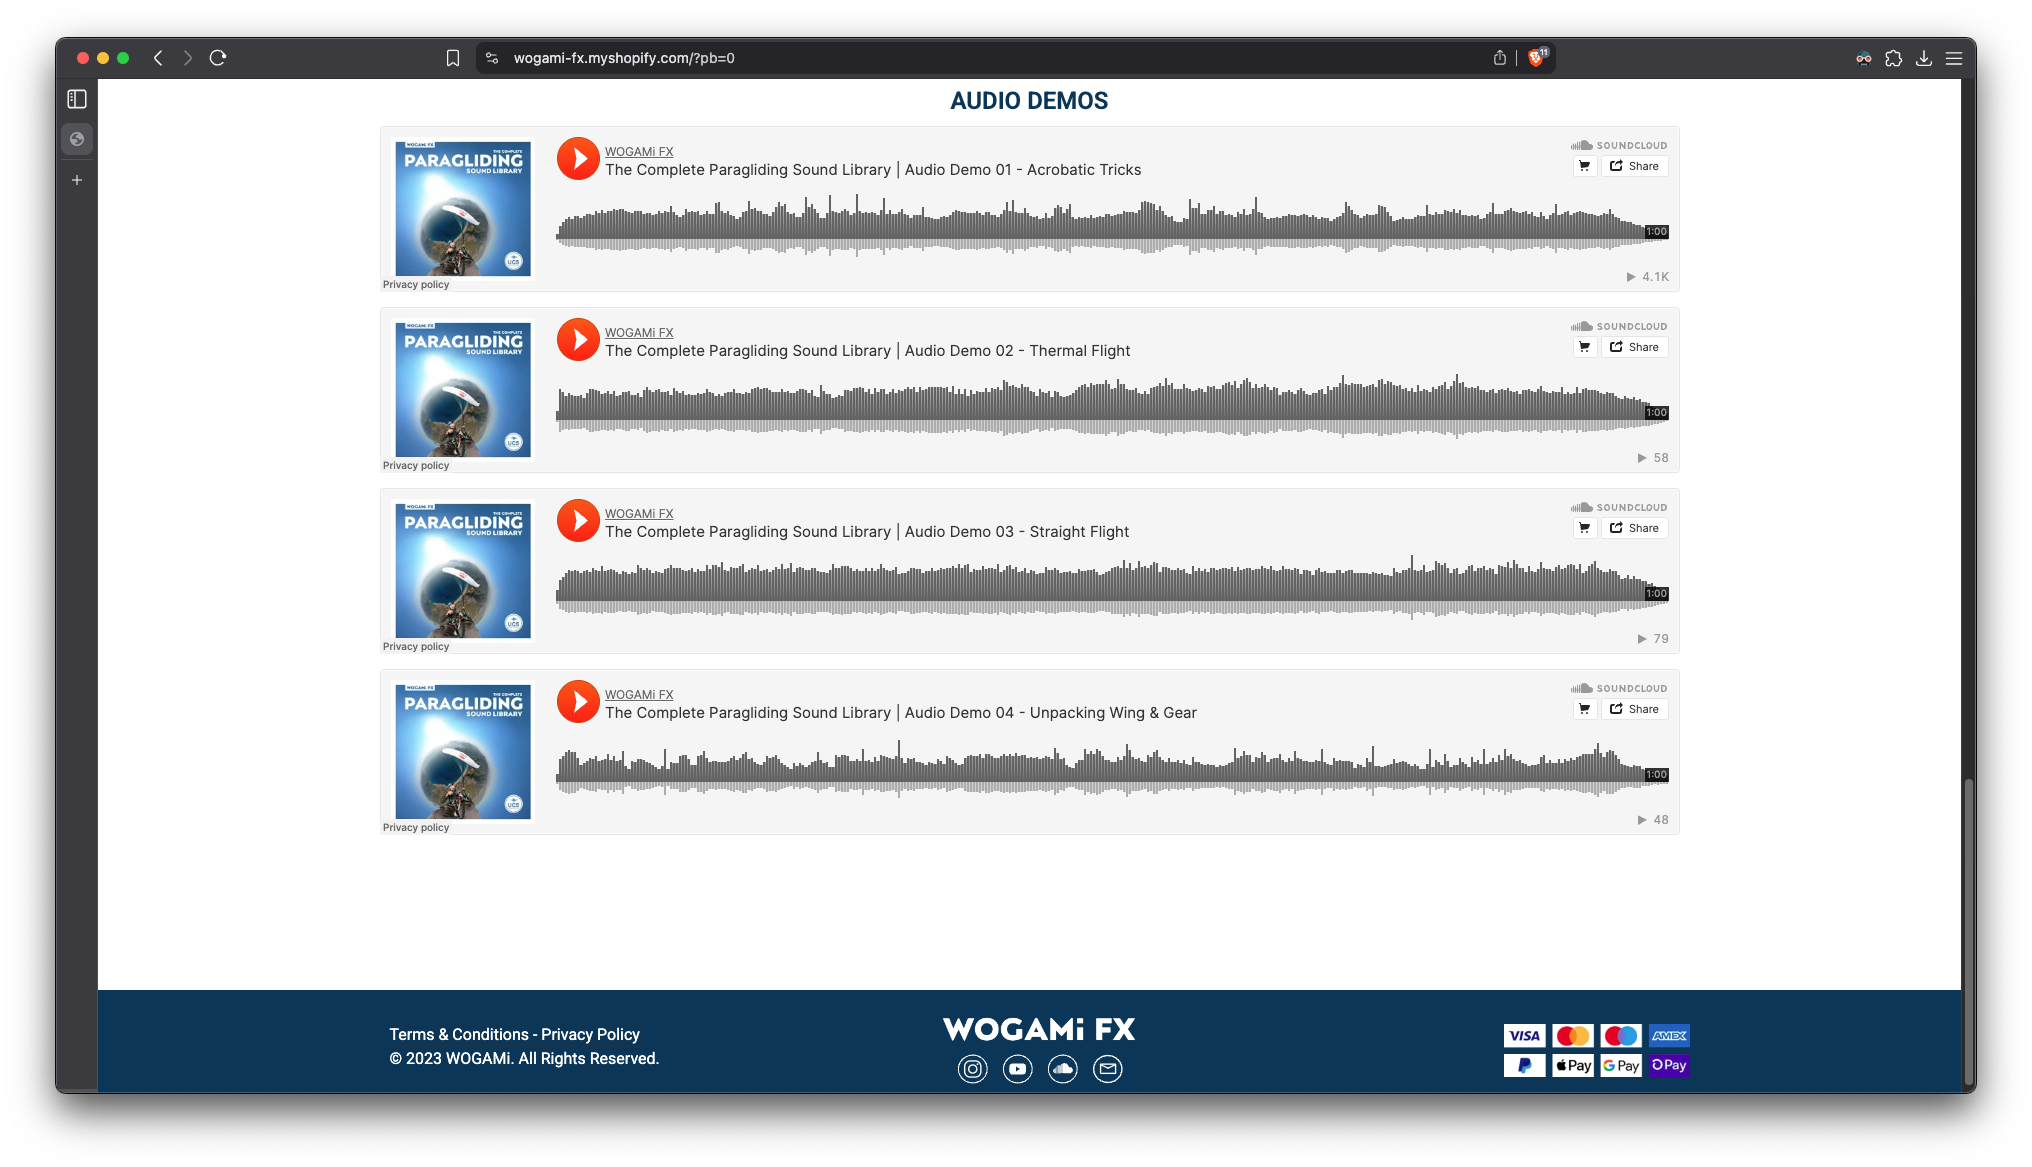 wogami-fx.myshopify.com/?pb=0
11
AUDIO DEMOS
WOGAMi FX
THE COMPLETE
PARAGLIDING
SOUND LIBRARY
UCS
Privacy policy
WOGAMi FX
The Complete Paragliding Sound Library | Audio Demo 01 - Acrobatic Tricks
SOUNDCLOUD
Share
1:00
4.1K
WOGAMi FX
THE COMPLETE
PARAGLIDING
SOUND LIBRARY
UCS
Privacy policy
WOGAMi FX
The Complete Paragliding Sound Library | Audio Demo 02 - Thermal Flight
SOUNDCLOUD
Share
1:00
58
WOGAMi FX
THE COMPLETE
PARAGLIDING
SOUND LIBRARY
UCS
Privacy policy
WOGAMi FX
The Complete Paragliding Sound Library | Audio Demo 03 - Straight Flight
SOUNDCLOUD
Share
1:00
79
WOGAMi FX
THE COMPLETE
PARAGLIDING
SOUND LIBRARY
UCS
Privacy policy
WOGAMi FX
The Complete Paragliding Sound Library | Audio Demo 04 - Unpacking Wing & Gear
SOUNDCLOUD
Share
1:00
48
Terms & Conditions - Privacy Policy
© 2023 WOGAMi. All Rights Reserved.
WOGAMi FX
VISA
AMEX
Pay
G Pay
Pay